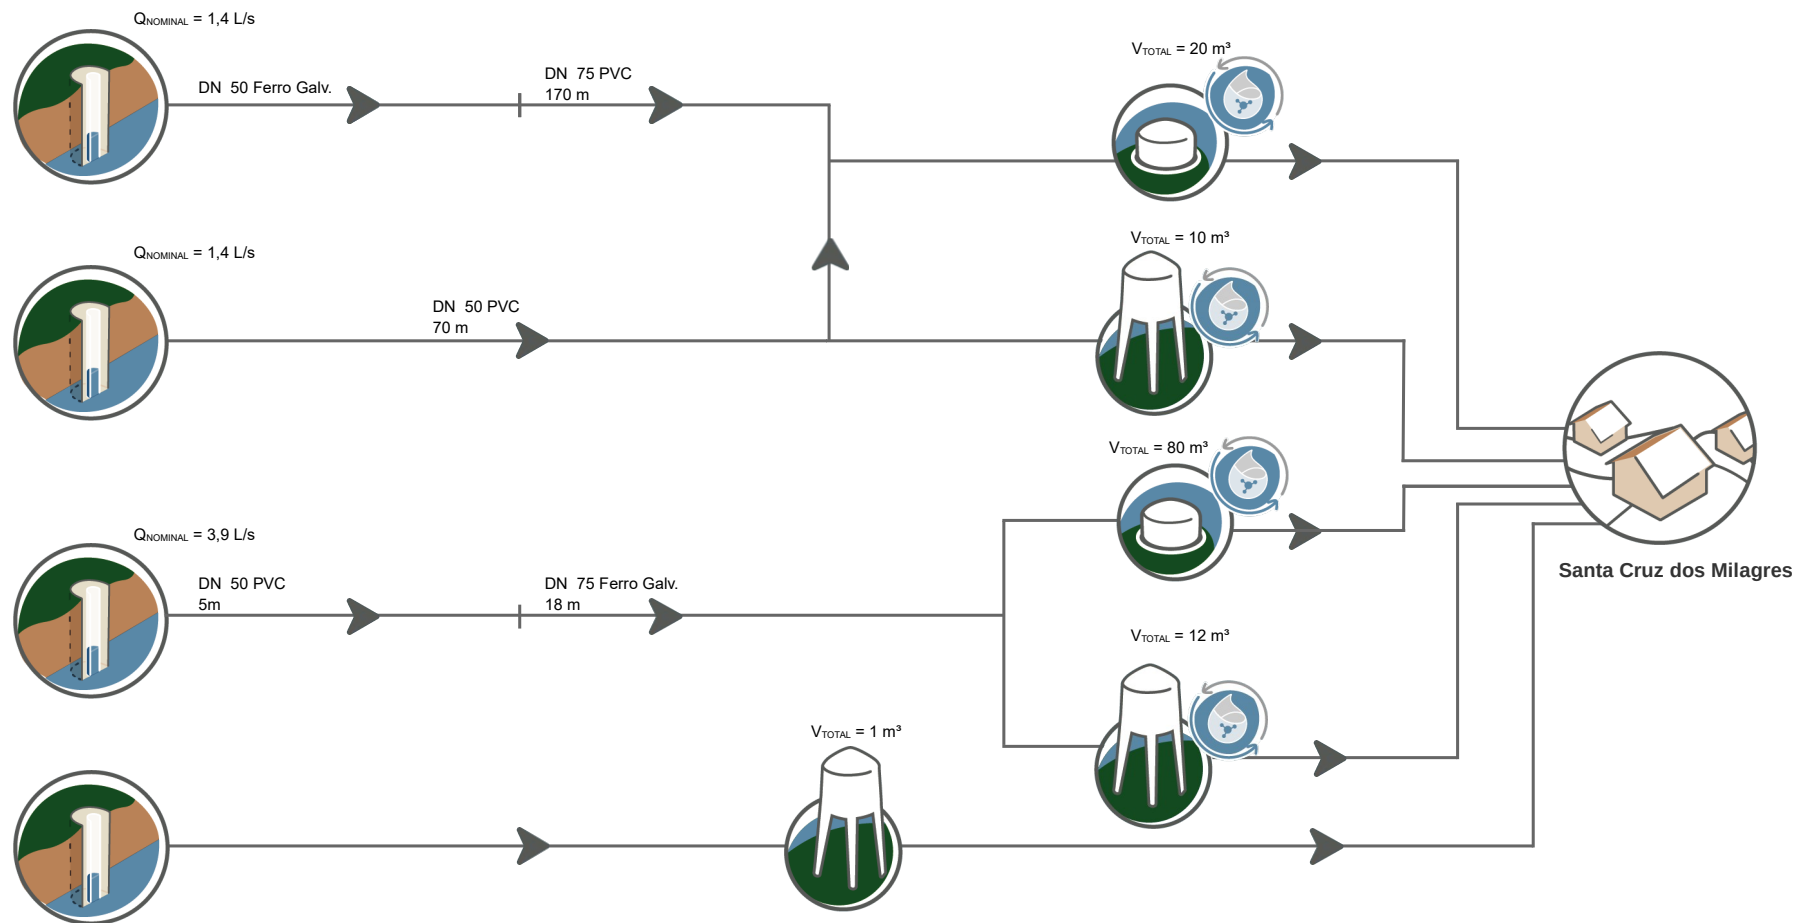 QNOMINAL = 1,4 L/s
DN 50 Ferro Galv.
DN 75 PVC
170 m
VTOTAL = 20 m³
QNOMINAL = 1,4 L/s
DN 50 PVC
70 m
VTOTAL = 10 m³
VTOTAL = 80 m³
QNOMINAL = 3,9 L/s
DN 50 PVC
5m
DN 75 Ferro Galv.
18 m
Santa Cruz dos Milagres
VTOTAL = 12 m³
VTOTAL = 1 m³